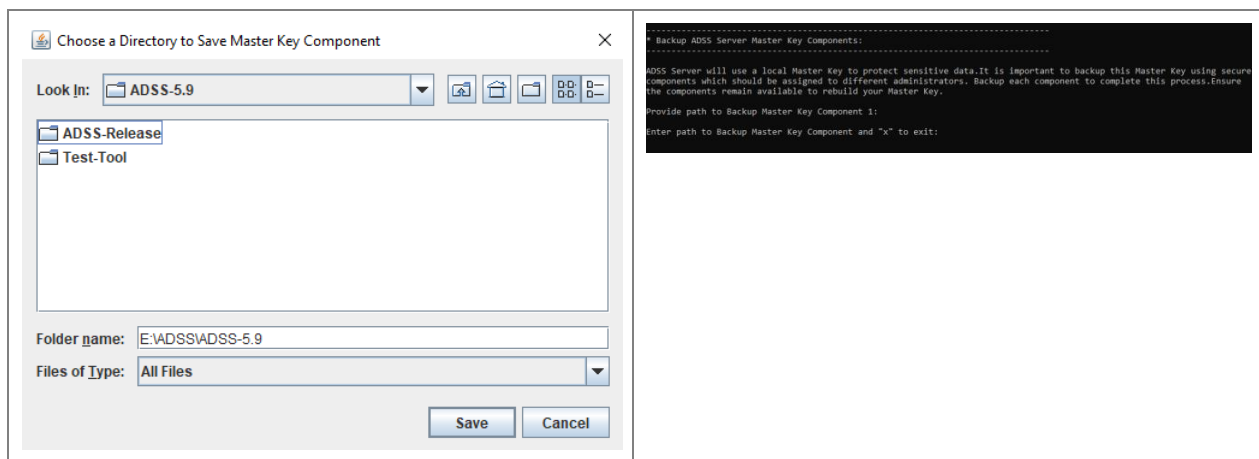 Choose a Directory to Save Master Key Component
Look In: ADSS-5.9
ADSS-Release
Test-Tool
Folder name: E:\ADSS\ADSS-5.9
Files of Type: All Files
Save Cancel
--------------------------------------------------------------------------------
* Backup ADSS Server Master Key Components:
--------------------------------------------------------------------------------
ADSS Server will use a local Master Key to protect sensitive data.It is important to backup this Master Key using secure
components which should be assigned to different administrators. Backup each component to complete this process.Ensure
the components remain available to rebuild your Master Key.
Provide path to Backup Master Key Component 1:
Enter path to Backup Master Key Component and "x" to exit: